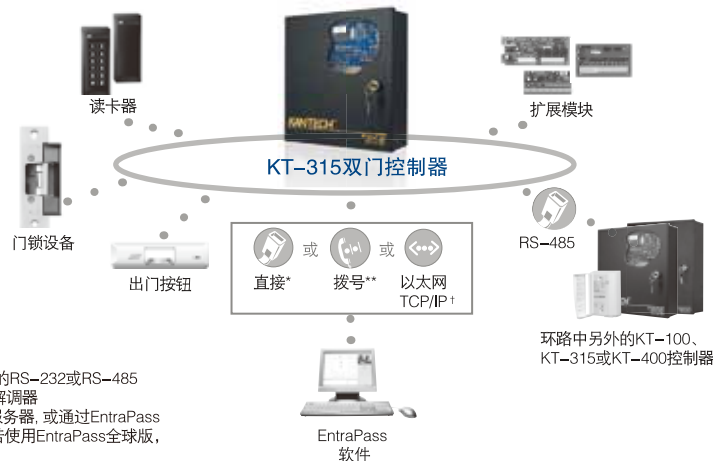 读卡器
扩展模块
KANTECH
KT-315双门控制器
门锁设备
出门按钮
RS-485
或
或
直接*
拨号**
以太网
TCP/IP†
环路中另外的KT-100、
KT-315或KT-400控制器
的RS-232或RS-485
解调器
服务器, 或通过EntraPass
使用EntraPass全球版,
EntraPass
软件